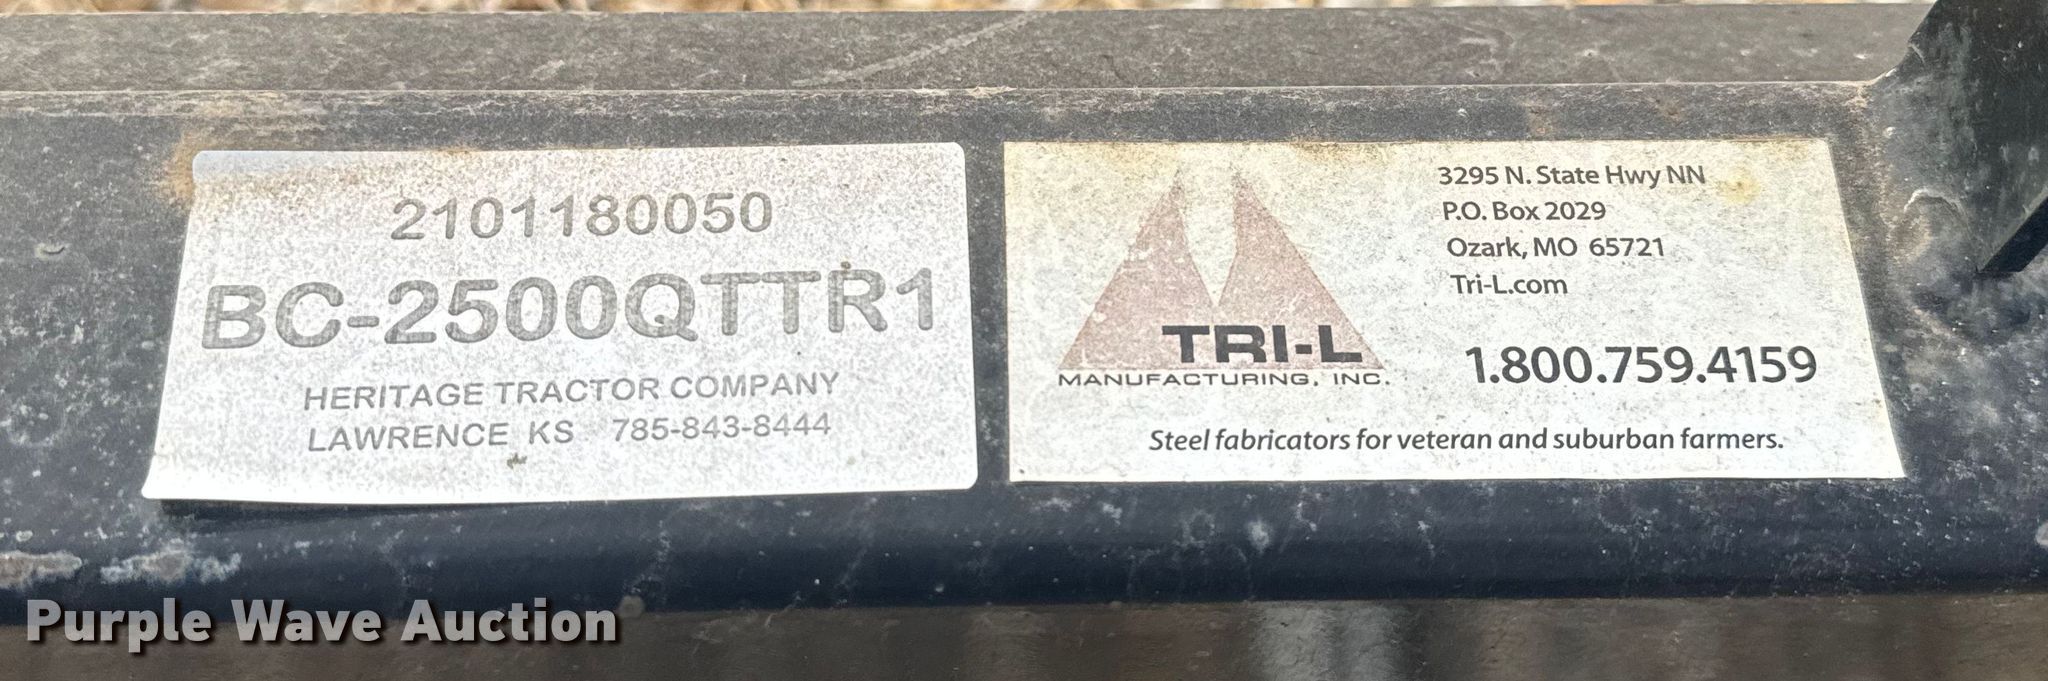 2101180050
BC-2500QTTR1
HERITAGE TRACTOR COMPANY
LAWRENCE KS 785-843-8444
TRI-L
MANUFACTURING, INC.
3295 N. State Hwy NN
P.O. Box 2029
Ozark, MO 65721
Tri-L.com
1.800.759.4159
Steel fabricators for veteran and suburban farmers.
Purple Wave Auction